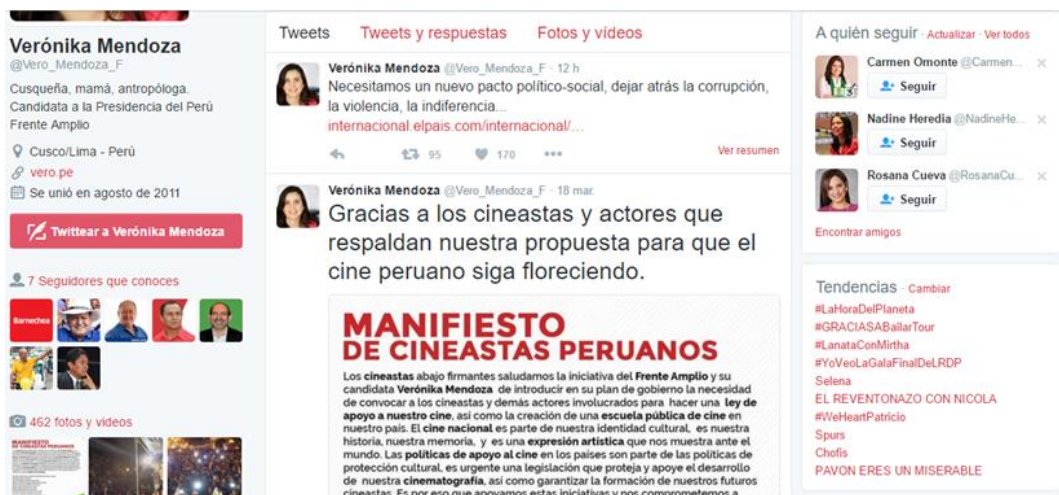 Verónika Mendoza
@Vero_Mendoza_F
Cusqueña, mamá, antropóloga.
Candidata a la Presidencia del Perú
Frente Amplio
Cusco/Lima - Perú
vero.pe
Se unió en agosto de 2011
Twittear a Verónika Mendoza
7 Seguidores que conoces
Barnechea
462 fotos y videos
Tweets Tweets y respuestas Fotos y vídeos
Verónika Mendoza @Vero_Mendoza_F · 12 h
Necesitamos un nuevo pacto político-social, dejar atrás la corrupción,
la violencia, la indiferencia...
internacional.elpais.com/internacional/...
95 170 Ver resumen
Verónika Mendoza @Vero_Mendoza_F · 18 mar.
Gracias a los cineastas y actores que
respaldan nuestra propuesta para que el
cine peruano siga floreciendo.
MANIFIESTO
DE CINEASTAS PERUANOS
Los cineastas abajo firmantes saludamos la iniciativa del Frente Amplio y su
candidata Verónika Mendoza de introducir en su plan de gobierno la necesidad
de convocar a los cineastas y demás actores involucrados para hacer una ley de
apoyo a nuestro cine, así como la creación de una escuela pública de cine en
nuestro país. El cine nacional es parte de nuestra identidad cultural, es nuestra
historia, nuestra memoria, y es una expresión artística que nos muestra ante el
mundo. Las políticas de apoyo al cine en los países son parte de las políticas de
protección cultural, es urgente una legislación que proteja y apoye el desarrollo
de nuestra cinematografía, así como garantizar la formación de nuestros futuros
cineastas. Es por eso que apoyamos estas iniciativas y nos comprometemos a
A quién seguir · Actualizar · Ver todos
Carmen Omonte @Carmen...
Seguir
Nadine Heredia @NadineHe...
Seguir
Rosana Cueva @RosanaCu...
Seguir
Encontrar amigos
Tendencias · Cambiar
#LaHoraDelPlaneta
#GRACIASABailarTour
#LanataConMirtha
#YoVeoLaGalaFinalDeLRDP
Selena
EL REVENTONAZO CON NICOLA
#WeHeartPatricio
Spurs
Chofis
PAVON ERES UN MISERABLE